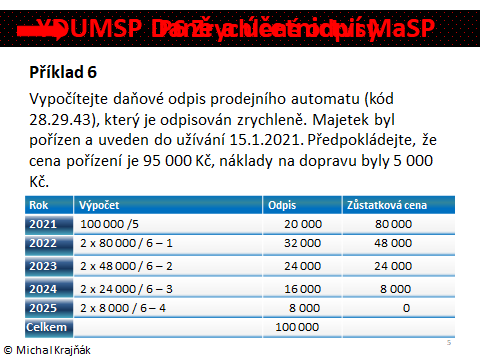 YDUMSP Daně a účetnictví MaSP
Příklad 6
Vypočítejte daňové odpis prodejního automatu (kód
28.29.43), který je odpisován zrychleně. Majetek byl
pořízen a uveden do užívání 15.1.2021. Předpokládejte, že
cena pořízení je 95 000 Kč, náklady na dopravu byly 5 000
Kč.
Rok Výpočet Odpis Zůstatková cena
2021 100 000 /5 20 000 80 000
2022 2 x 80 000 / 6 – 1 32 000 48 000
2023 2 x 48 000 / 6 – 2 24 000 24 000
2024 2 x 24 000 / 6 – 3 16 000 8 000
2025 2 x 8 000 / 6 – 4 8 000 0
Celkem 100 000
5
© Michal Krajňák